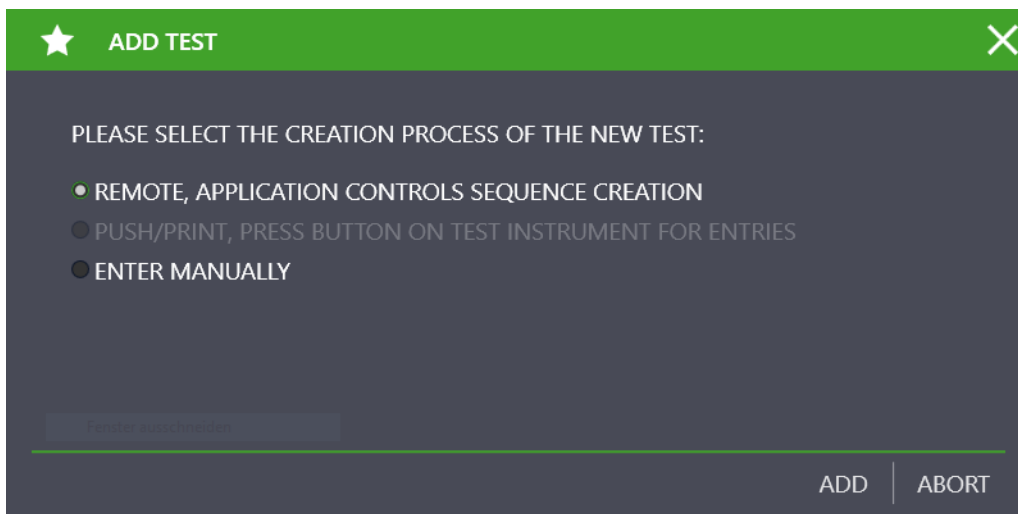 ADD TEST
PLEASE SELECT THE CREATION PROCESS OF THE NEW TEST:
REMOTE, APPLICATION CONTROLS SEQUENCE CREATION
PUSH/PRINT, PRESS BUTTON ON TEST INSTRUMENT FOR ENTRIES
ENTER MANUALLY
Fenster ausschneiden
ADD ABORT